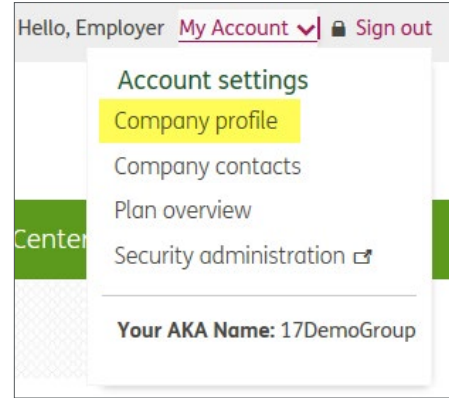 Hello, Employer My Account Sign out
Account settings
Company profile
Company contacts
Plan overview
Center
Security administration
Your AKA Name: 17DemoGroup